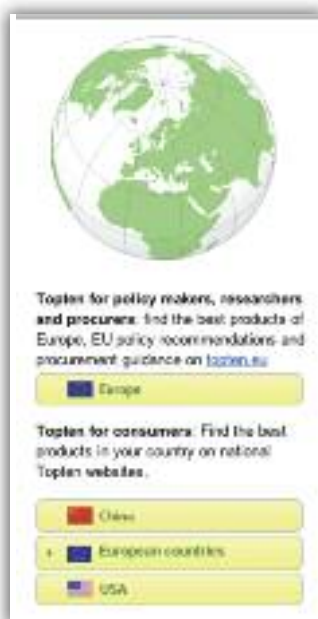 Topten for policy makers, researchers
and procurers: find the best products of
Europe, EU policy recommendations and
procurement guidance on topten.eu
Europe
Topten for consumers: Find the best
products in your country on national
Topten websites.
China
European countries
USA